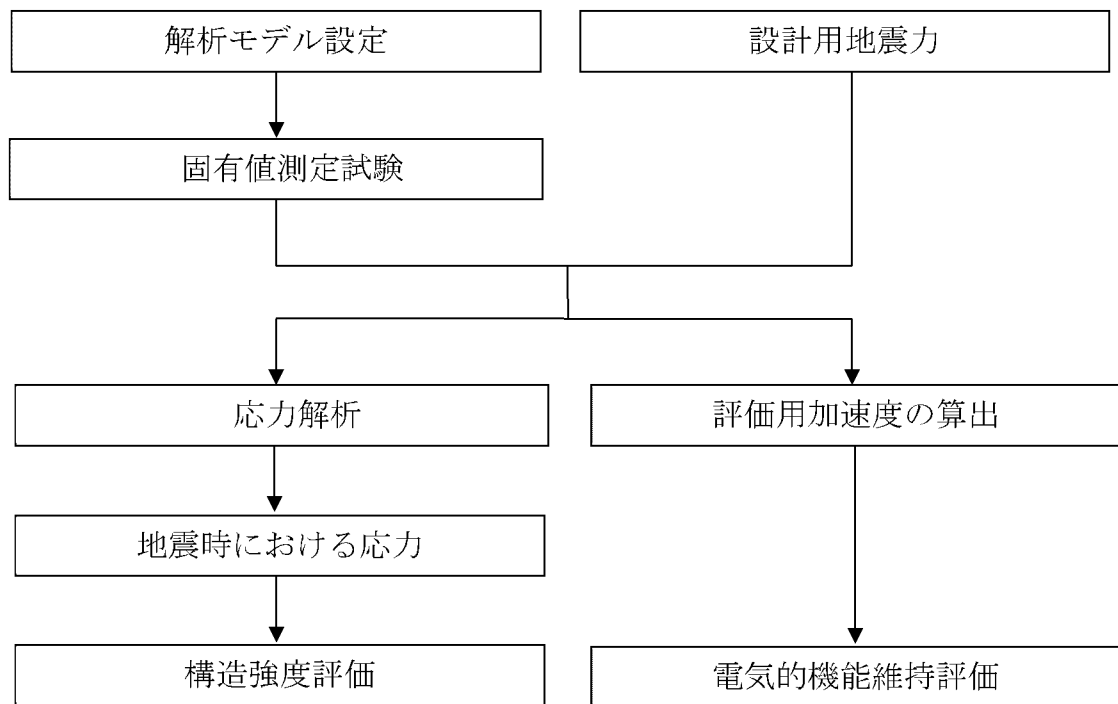 解析モデル設定
設計用地震力
固有値測定試験
応力解析
評価用加速度の算出
地震時における応力
構造強度評価
電気的機能維持評価